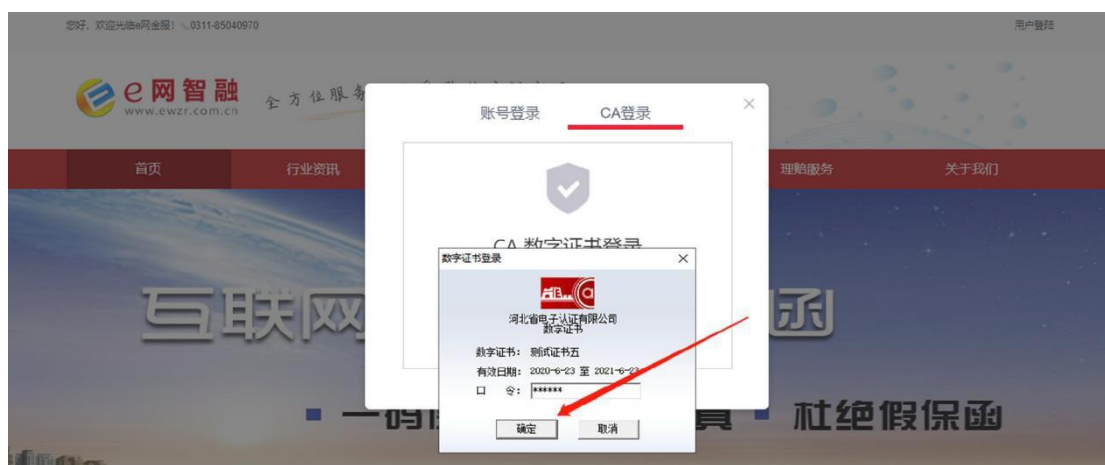 您好，欢迎光临e网金服！ 0311-85040970
用户登陆
e网智融
www.ewzr.com.cn
全方位服务
账号登录
CA登录
首页
行业资讯
理赔服务
关于我们
CA 数字证书登录
数字证书登录
河北省电子认证有限公司
数字证书
数字证书： 测试证书五
有效日期： 2020-6-23 至 2021-6-23
口 令： ******
确定
取消
互联网
函
一码
真
杜绝假保函